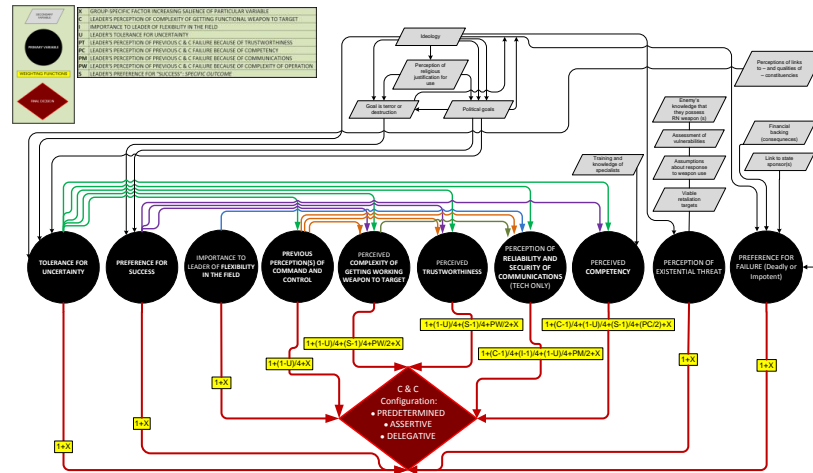 SECONDARY VARIABLE
PRIMARY VARIABLE
WEIGHTING FUNCTIONS
FINAL DECISION
X GROUP-SPECIFIC FACTOR INCREASING SALIENCE OF PARTICULAR VARIABLE
C LEADER'S PERCEPTION OF COMPLEXITY OF GETTING FUNCTIONAL WEAPON TO TARGET
I IMPORTANCE TO LEADER OF FLEXIBILITY IN THE FIELD
U LEADER'S TOLERANCE FOR UNCERTAINTY
PT LEADER'S PERCEPTION OF PREVIOUS C & C FAILURE BECAUSE OF TRUSTWORTHINESS
PC LEADER'S PERCEPTION OF PREVIOUS C & C FAILURE BECAUSE OF COMPETENCY
PM LEADER'S PERCEPTION OF PREVIOUS C & C FAILURE BECAUSE OF COMMUNICATIONS
PW LEADER'S PERCEPTION OF PREVIOUS C & C FAILURE BECAUSE OF COMPLEXITY OF OPERATION
S LEADER'S PREFERENCE FOR "SUCCESS": SPECIFIC OUTCOME
Ideology
Perception of
religious
justification for
use
Goal is terror or
destruction
Political goals
Perceptions of links
to – and qualities of
– constituencies
Enemy's
knowledge that
they possess
RN weapon (s)
Assessment of
vulnerabilities
Assumptions
about response
to weapon use
Viable
retaliation
targets
Financial
backing
(consequneces)
Link to state
sponsor(s)
Training and
knowledge of
specialists
TOLERANCE FOR
UNCERTAINTY
PREFERENCE FOR
SUCCESS
IMPORTANCE TO
LEADER OF FLEXIBILITY
IN THE FIELD
PREVIOUS
PERCEPTION(S) OF
COMMAND AND
CONTROL
PERCEIVED
COMPLEXITY OF
GETTING WORKING
WEAPON TO TARGET
PERCEIVED
TRUSTWORTHINESS
PERCEPTION OF
RELIABILITY AND
SECURITY OF
COMMUNICATIONS
(TECH ONLY)
PERCEIVED
COMPETENCY
PERCEPTION OF
EXISTENTIAL THREAT
PREFERENCE FOR
FAILURE (Deadly or
Impotent)
1+(1-U)/4+(S-1)/4+PW/2+X
1+(1-U)/4+(S-1)/4+PW/2+X
1+(C-1)/4+(1-U)/4+(S-1)/4+(PC/2)+X
1+(C-1)/4+(I-1)/4+(1-U)/4+PM/2+X
1+(1-U)/4+X
1+X
1+X
1+X
1+X
1+X
C & C
Configuration:
• PREDETERMINED
• ASSERTIVE
• DELEGATIVE